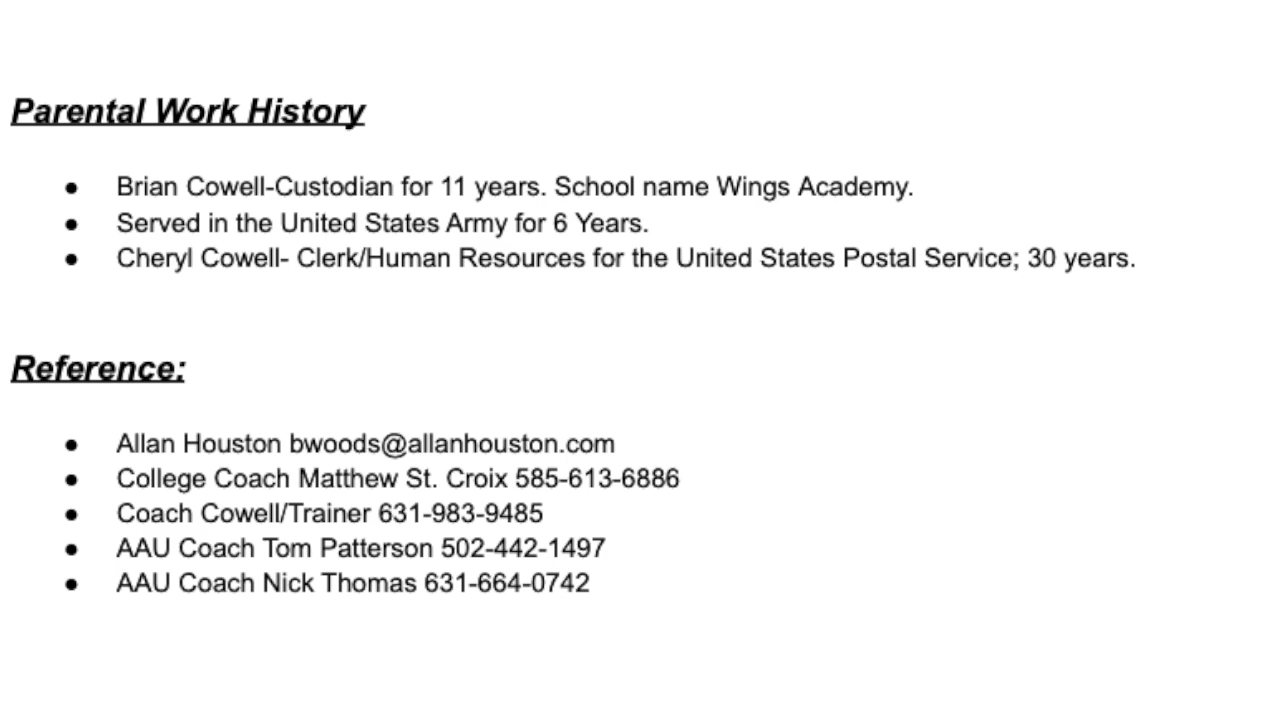 Parental Work History
● Brian Cowell-Custodian for 11 years. School name Wings Academy.
● Served in the United States Army for 6 Years.
● Cheryl Cowell- Clerk/Human Resources for the United States Postal Service; 30 years.
Reference:
● Allan Houston bwoods@allanhouston.com
● College Coach Matthew St. Croix 585-613-6886
● Coach Cowell/Trainer 631-983-9485
● AAU Coach Tom Patterson 502-442-1497
● AAU Coach Nick Thomas 631-664-0742